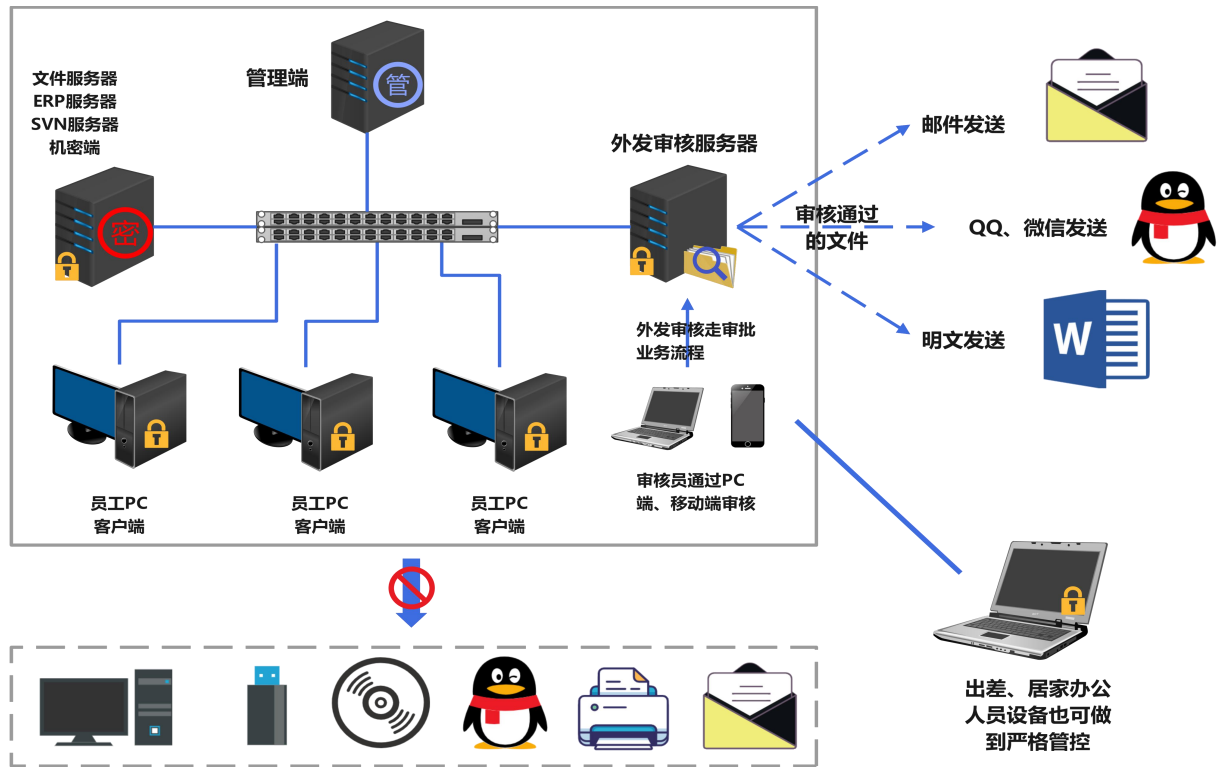 文件服务器
ERP服务器
SVN服务器
机密端
密
管理端
管
外发审核服务器
审核通过
的文件
邮件发送
QQ、微信发送
明文发送
W
外发审核走审批
业务流程
审核员通过PC
端、移动端审核
员工PC
客户端
员工PC
客户端
员工PC
客户端
出差、居家办公
人员设备也可做
到严格管控